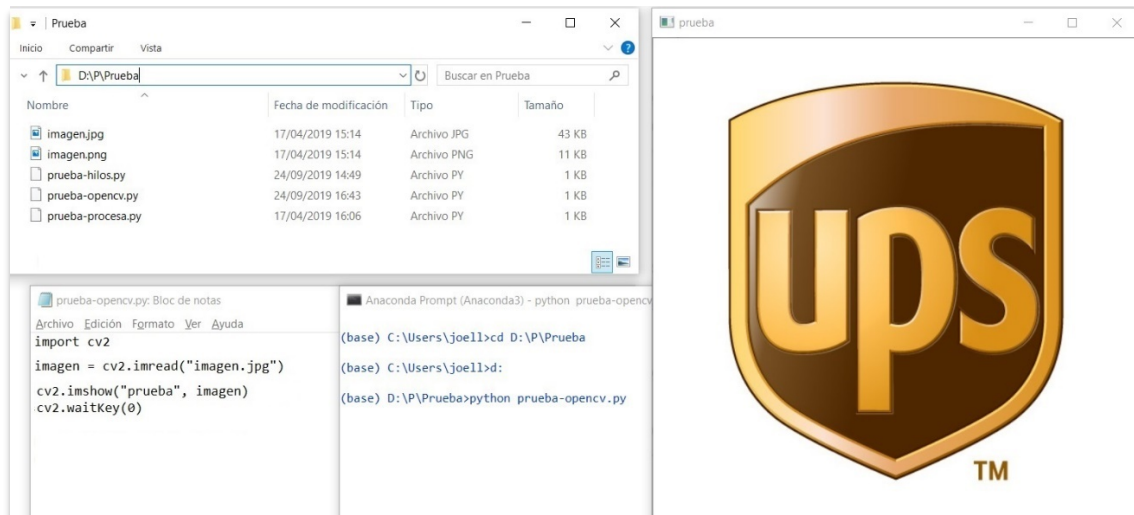 Prueba
Inicio Compartir Vista
D:\P\Prueba
Buscar en Prueba
Nombre Fecha de modificación Tipo Tamaño
imagen.jpg 17/04/2019 15:14 Archivo JPG 43 KB
imagen.png 17/04/2019 15:14 Archivo PNG 11 KB
prueba-hilos.py 24/09/2019 14:49 Archivo PY 1 KB
prueba-opencv.py 24/09/2019 16:43 Archivo PY 1 KB
prueba-procesa.py 17/04/2019 16:06 Archivo PY 1 KB
prueba-opencv.py: Bloc de notas
Archivo Edición Formato Ver Ayuda
import cv2
imagen = cv2.imread("imagen.jpg")
cv2.imshow("prueba", imagen)
cv2.waitKey(0)
Anaconda Prompt (Anaconda3) - python prueba-opencv
(base) C:\Users\joell>cd D:\P\Prueba
(base) C:\Users\joell>d:
(base) D:\P\Prueba>python prueba-opencv.py
prueba
ups
TM